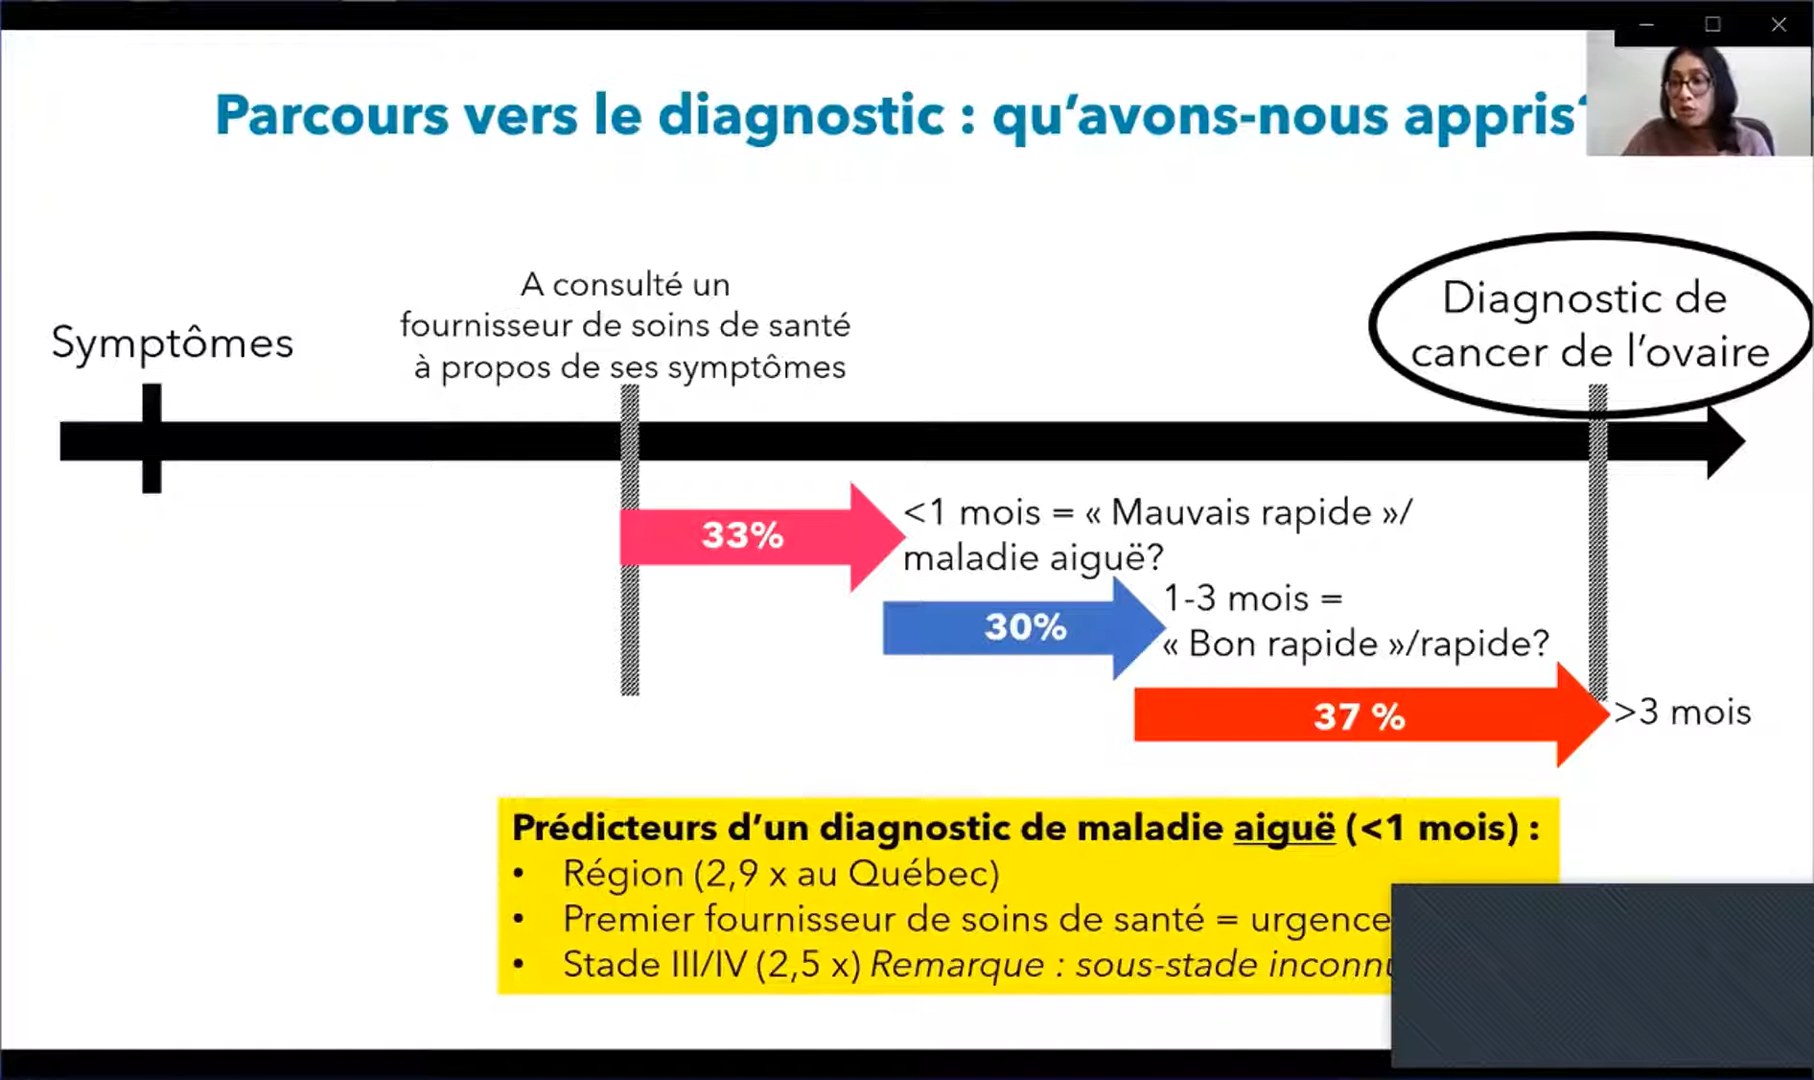 Parcours vers le diagnostic : qu’avons-nous appris?
A consulté un
fournisseur de soins de santé
à propos de ses symptômes
Symptômes
Diagnostic de
cancer de l’ovaire
33%
<1 mois = « Mauvais rapide »/
maladie aiguë?
30%
1-3 mois =
« Bon rapide »/rapide?
37 %
>3 mois
Prédicteurs d’un diagnostic de maladie aiguë (<1 mois) :
• Région (2,9 x au Québec)
• Premier fournisseur de soins de santé = urgence
• Stade III/IV (2,5 x) Remarque : sous-stade